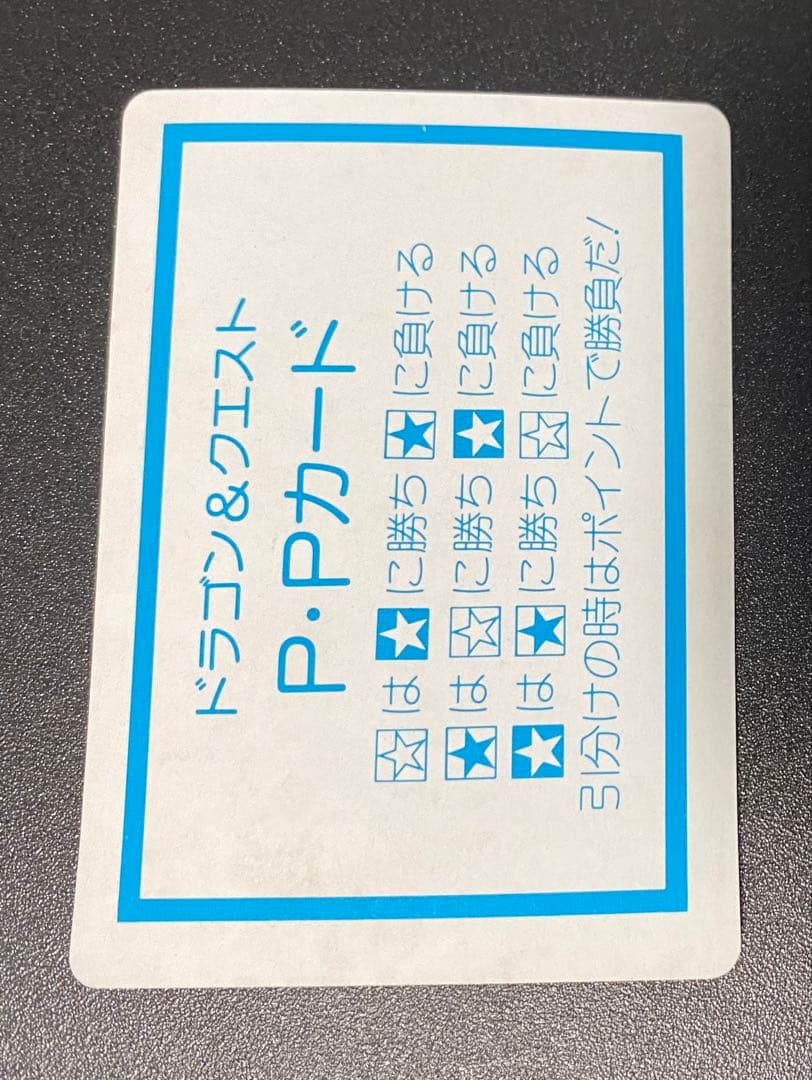 ドラゴン&クエスト
P・Pカード
☆は★に勝ち★に負ける
★は☆に勝ち★に負ける
★は★に勝ち☆に負ける
引分けの時はポイントで勝負だ!